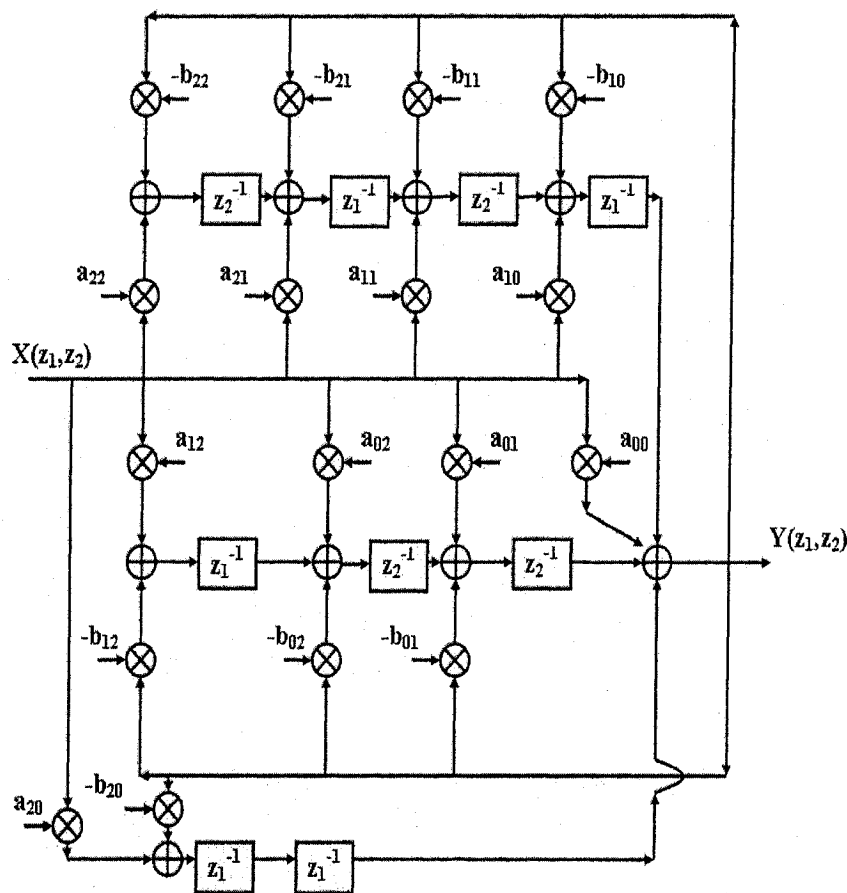 -b₂₂ -b₂₁ -b₁₁ -b₁₀
z₂⁻¹ z₁⁻¹ z₂⁻¹ z₁⁻¹
a₂₂ a₂₁ a₁₁ a₁₀
X(z₁,z₂)
a₁₂ a₀₂ a₀₁ a₀₀
z₁⁻¹ z₂⁻¹ z₂⁻¹ Y(z₁,z₂)
-b₁₂ -b₀₂ -b₀₁
a₂₀ -b₂₀
z₁⁻¹ z₁⁻¹